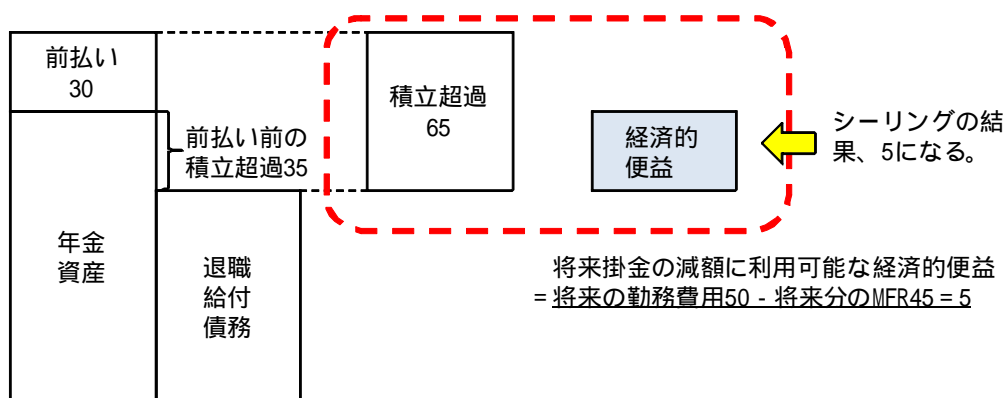 前払い
30
前払い前の
積立超過35
積立超過
65
経済的
便益
シーリングの結
果、5になる。
年金
資産
退職
給付
債務
将来掛金の減額に利用可能な経済的便益
=将来の勤務費用50 - 将来分のMFR45 = 5